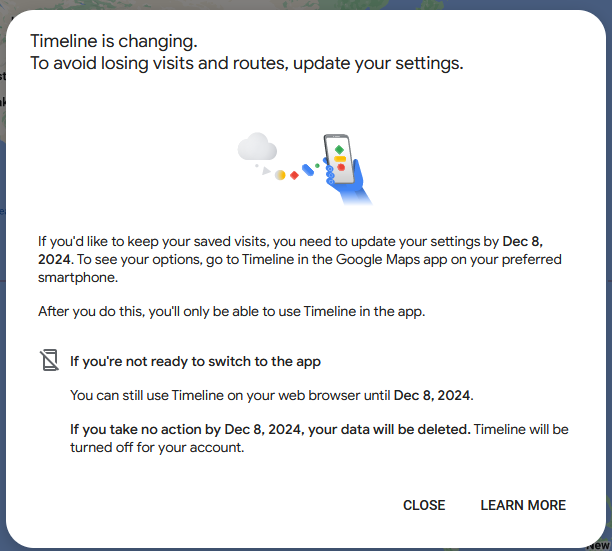 Timeline is changing.
To avoid losing visits and routes, update your settings.
If you'd like to keep your saved visits, you need to update your settings by Dec 8,
2024. To see your options, go to Timeline in the Google Maps app on your preferred
smartphone.
After you do this, you'll only be able to use Timeline in the app.
If you're not ready to switch to the app
You can still use Timeline on your web browser until Dec 8, 2024.
If you take no action by Dec 8, 2024, your data will be deleted. Timeline will be
turned off for your account.
CLOSE LEARN MORE
New